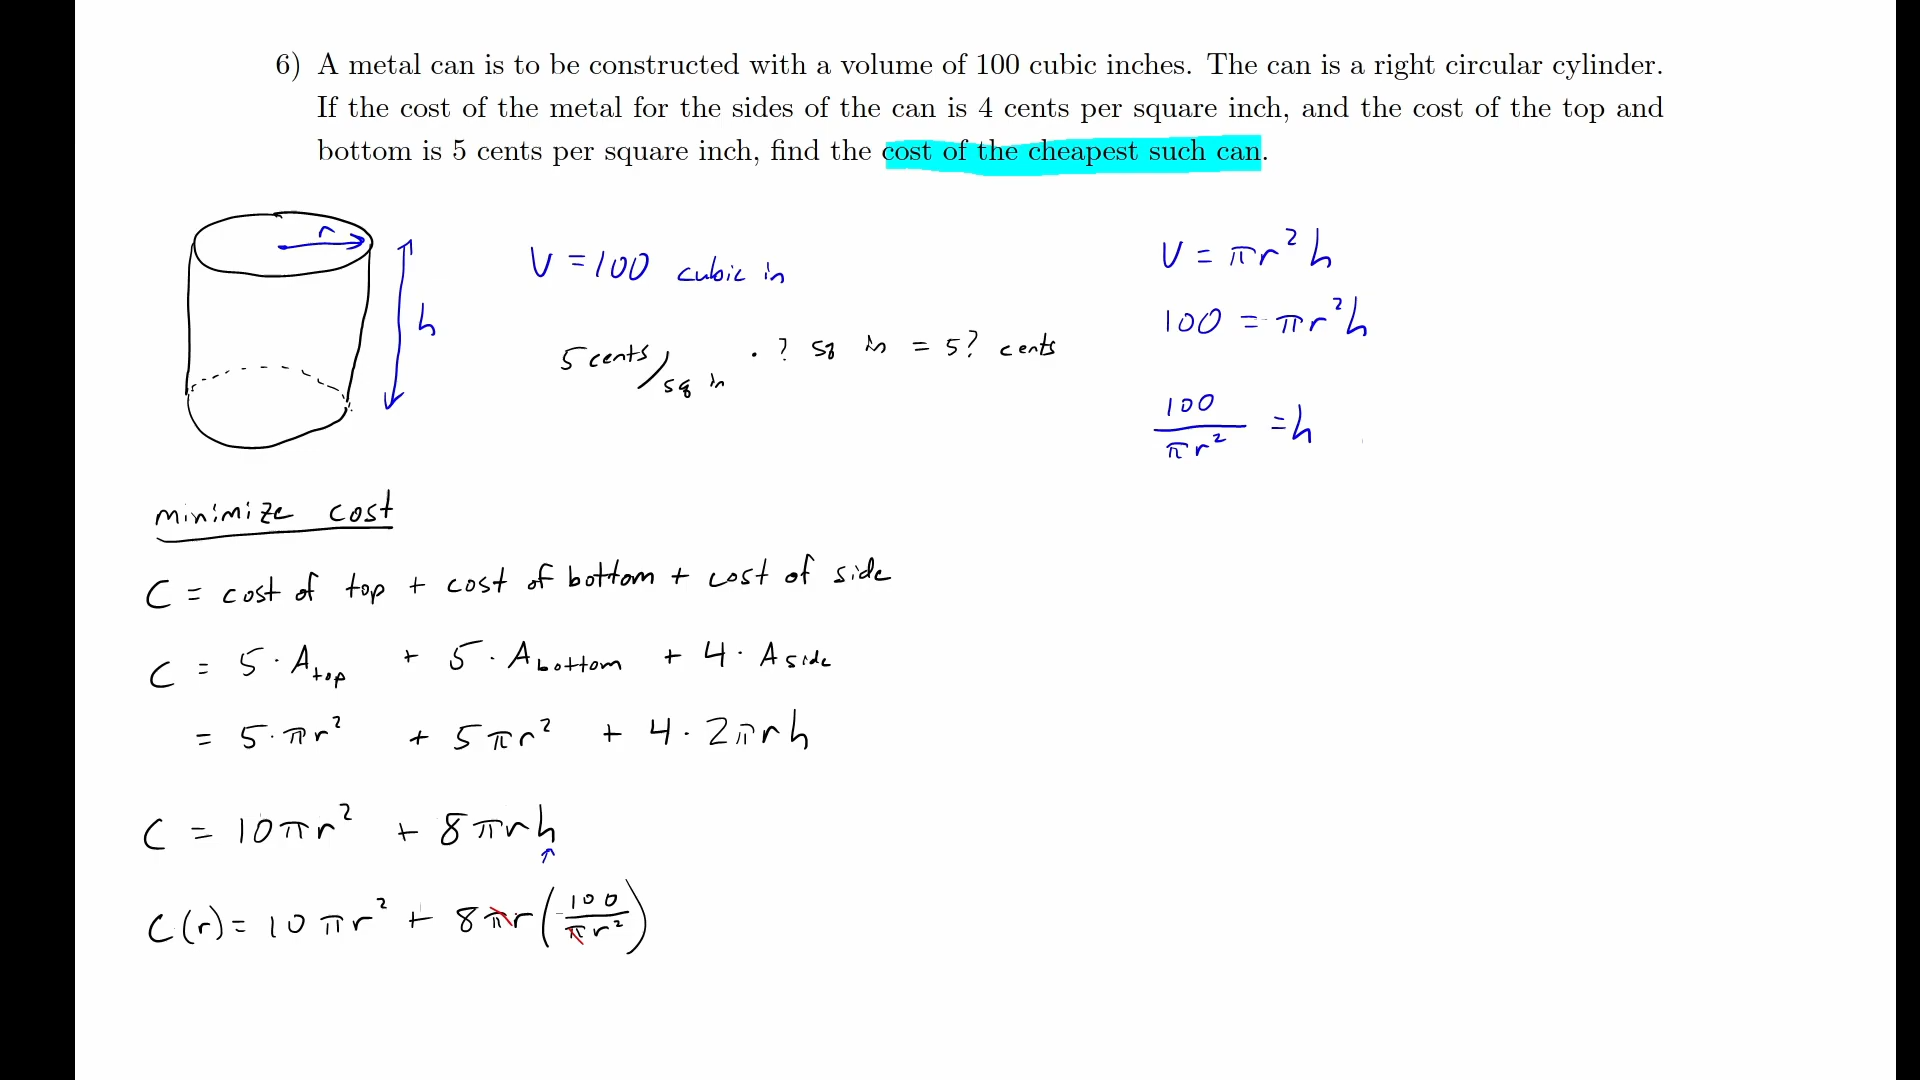 6) A metal can is to be constructed with a volume of 100 cubic inches. The can is a right circular cylinder.
If the cost of the metal for the sides of the can is 4 cents per square inch, and the cost of the top and
bottom is 5 cents per square inch, find the cost of the cheapest such can.
r
h
V = 100 cubic in
5 cents/sq in · ? sq in = 5? cents
V = πr²h
100 = πr²h
100/πr² = h
minimize cost
C = cost of top + cost of bottom + cost of side
C = 5 · A_top + 5 · A_bottom + 4 · A_side
= 5 · πr² + 5πr² + 4 · 2πrh
C = 10πr² + 8πrh
↑
C(r) = 10πr² + 8πr(100/πr²)